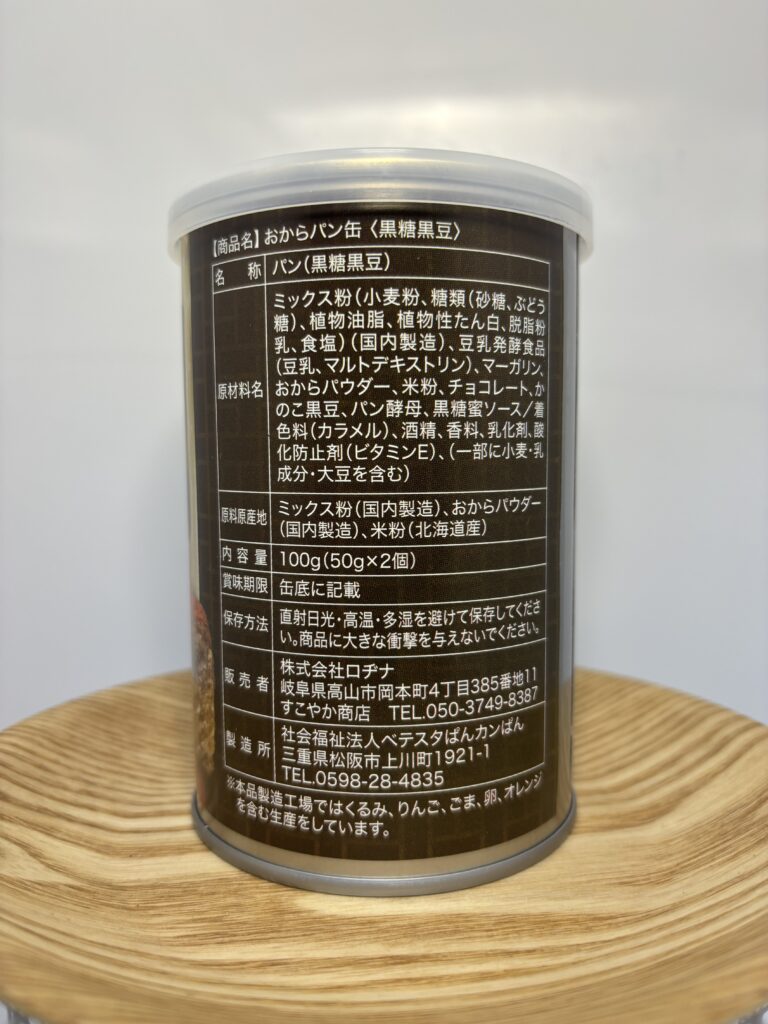 【商品名】おからパン缶〈黒糖黒豆〉
名 称 パン(黒糖黒豆)
原材料名 ミックス粉(小麦粉、糖類(砂糖、ぶどう
糖)、植物油脂、植物性たん白、脱脂粉
乳、食塩)(国内製造)、豆乳発酵食品
(豆乳、マルトデキストリン)、マーガリン、
おからパウダー、米粉、チョコレート、か
のこ黒豆、パン酵母、黒糖蜜ソース/着
色料(カラメル)、酒精、香料、乳化剤、酸
化防止剤(ビタミンE)、(一部に小麦・乳
成分・大豆を含む)
原料原産地 ミックス粉(国内製造)、おからパウダー
(国内製造)、米粉(北海道産)
内容量 100g(50g×2個)
賞味期限 缶底に記載
保存方法 直射日光・高温・多湿を避けて保存してくださ
い。商品に大きな衝撃を与えないでください。
販売者 株式会社ロヂナ
岐阜県高山市岡本町4丁目385番地11
すこやか商店 TEL.050-3749-8387
製造所 社会福祉法人ベテスタぱんカンぱん
三重県松阪市上川町1921-1
TEL.0598-28-4835
※本品製造工場ではくるみ、りんご、ごま、卵、オレンジ
を含む生産をしています。